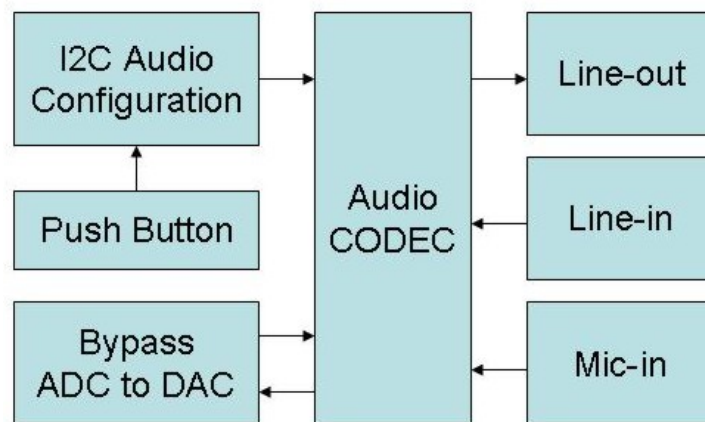 I2C Audio
Configuration
Push Button
Bypass
ADC to DAC
Audio
CODEC
Line-out
Line-in
Mic-in